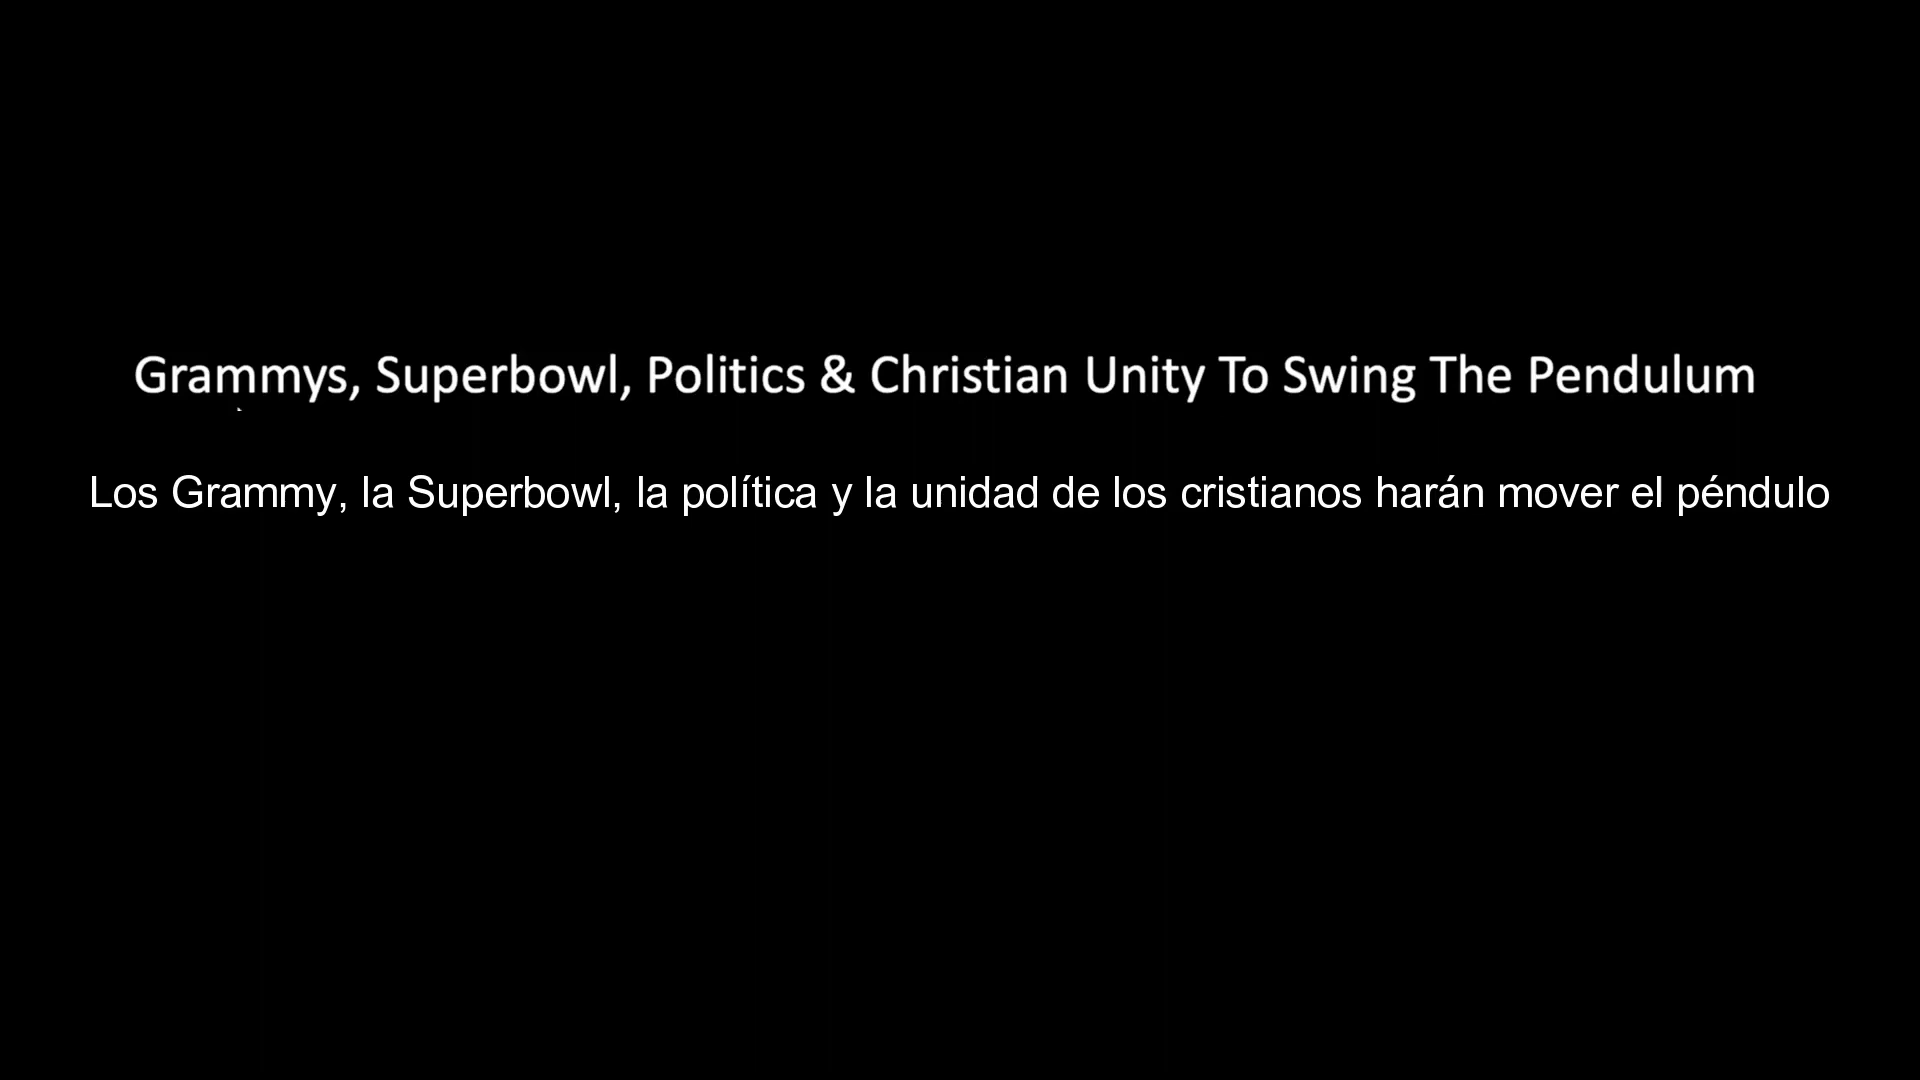 Grammys, Superbowl, Politics & Christian Unity To Swing The Pendulum
Los Grammy, la Superbowl, la política y la unidad de los cristianos harán mover el péndulo